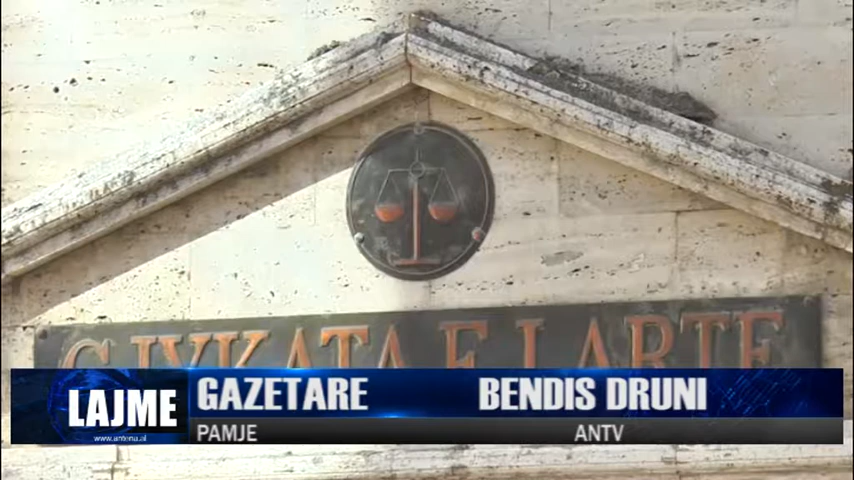 GJYKATA E LARTE
LAJME
www.antena.al
GAZETARE BENDIS DRUNI
PAMJE ANTV